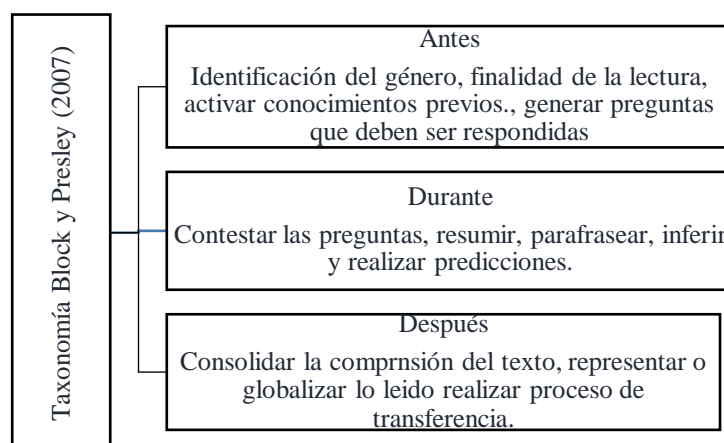 Taxonomía Block y Presley (2007)
Antes
Identificación del género, finalidad de la lectura,
activar conocimientos previos., generar preguntas
que deben ser respondidas
Durante
Contestar las preguntas, resumir, parafrasear, inferir
y realizar predicciones.
Después
Consolidar la comprnsión del texto, representar o
globalizar lo leido realizar proceso de
transferencia.